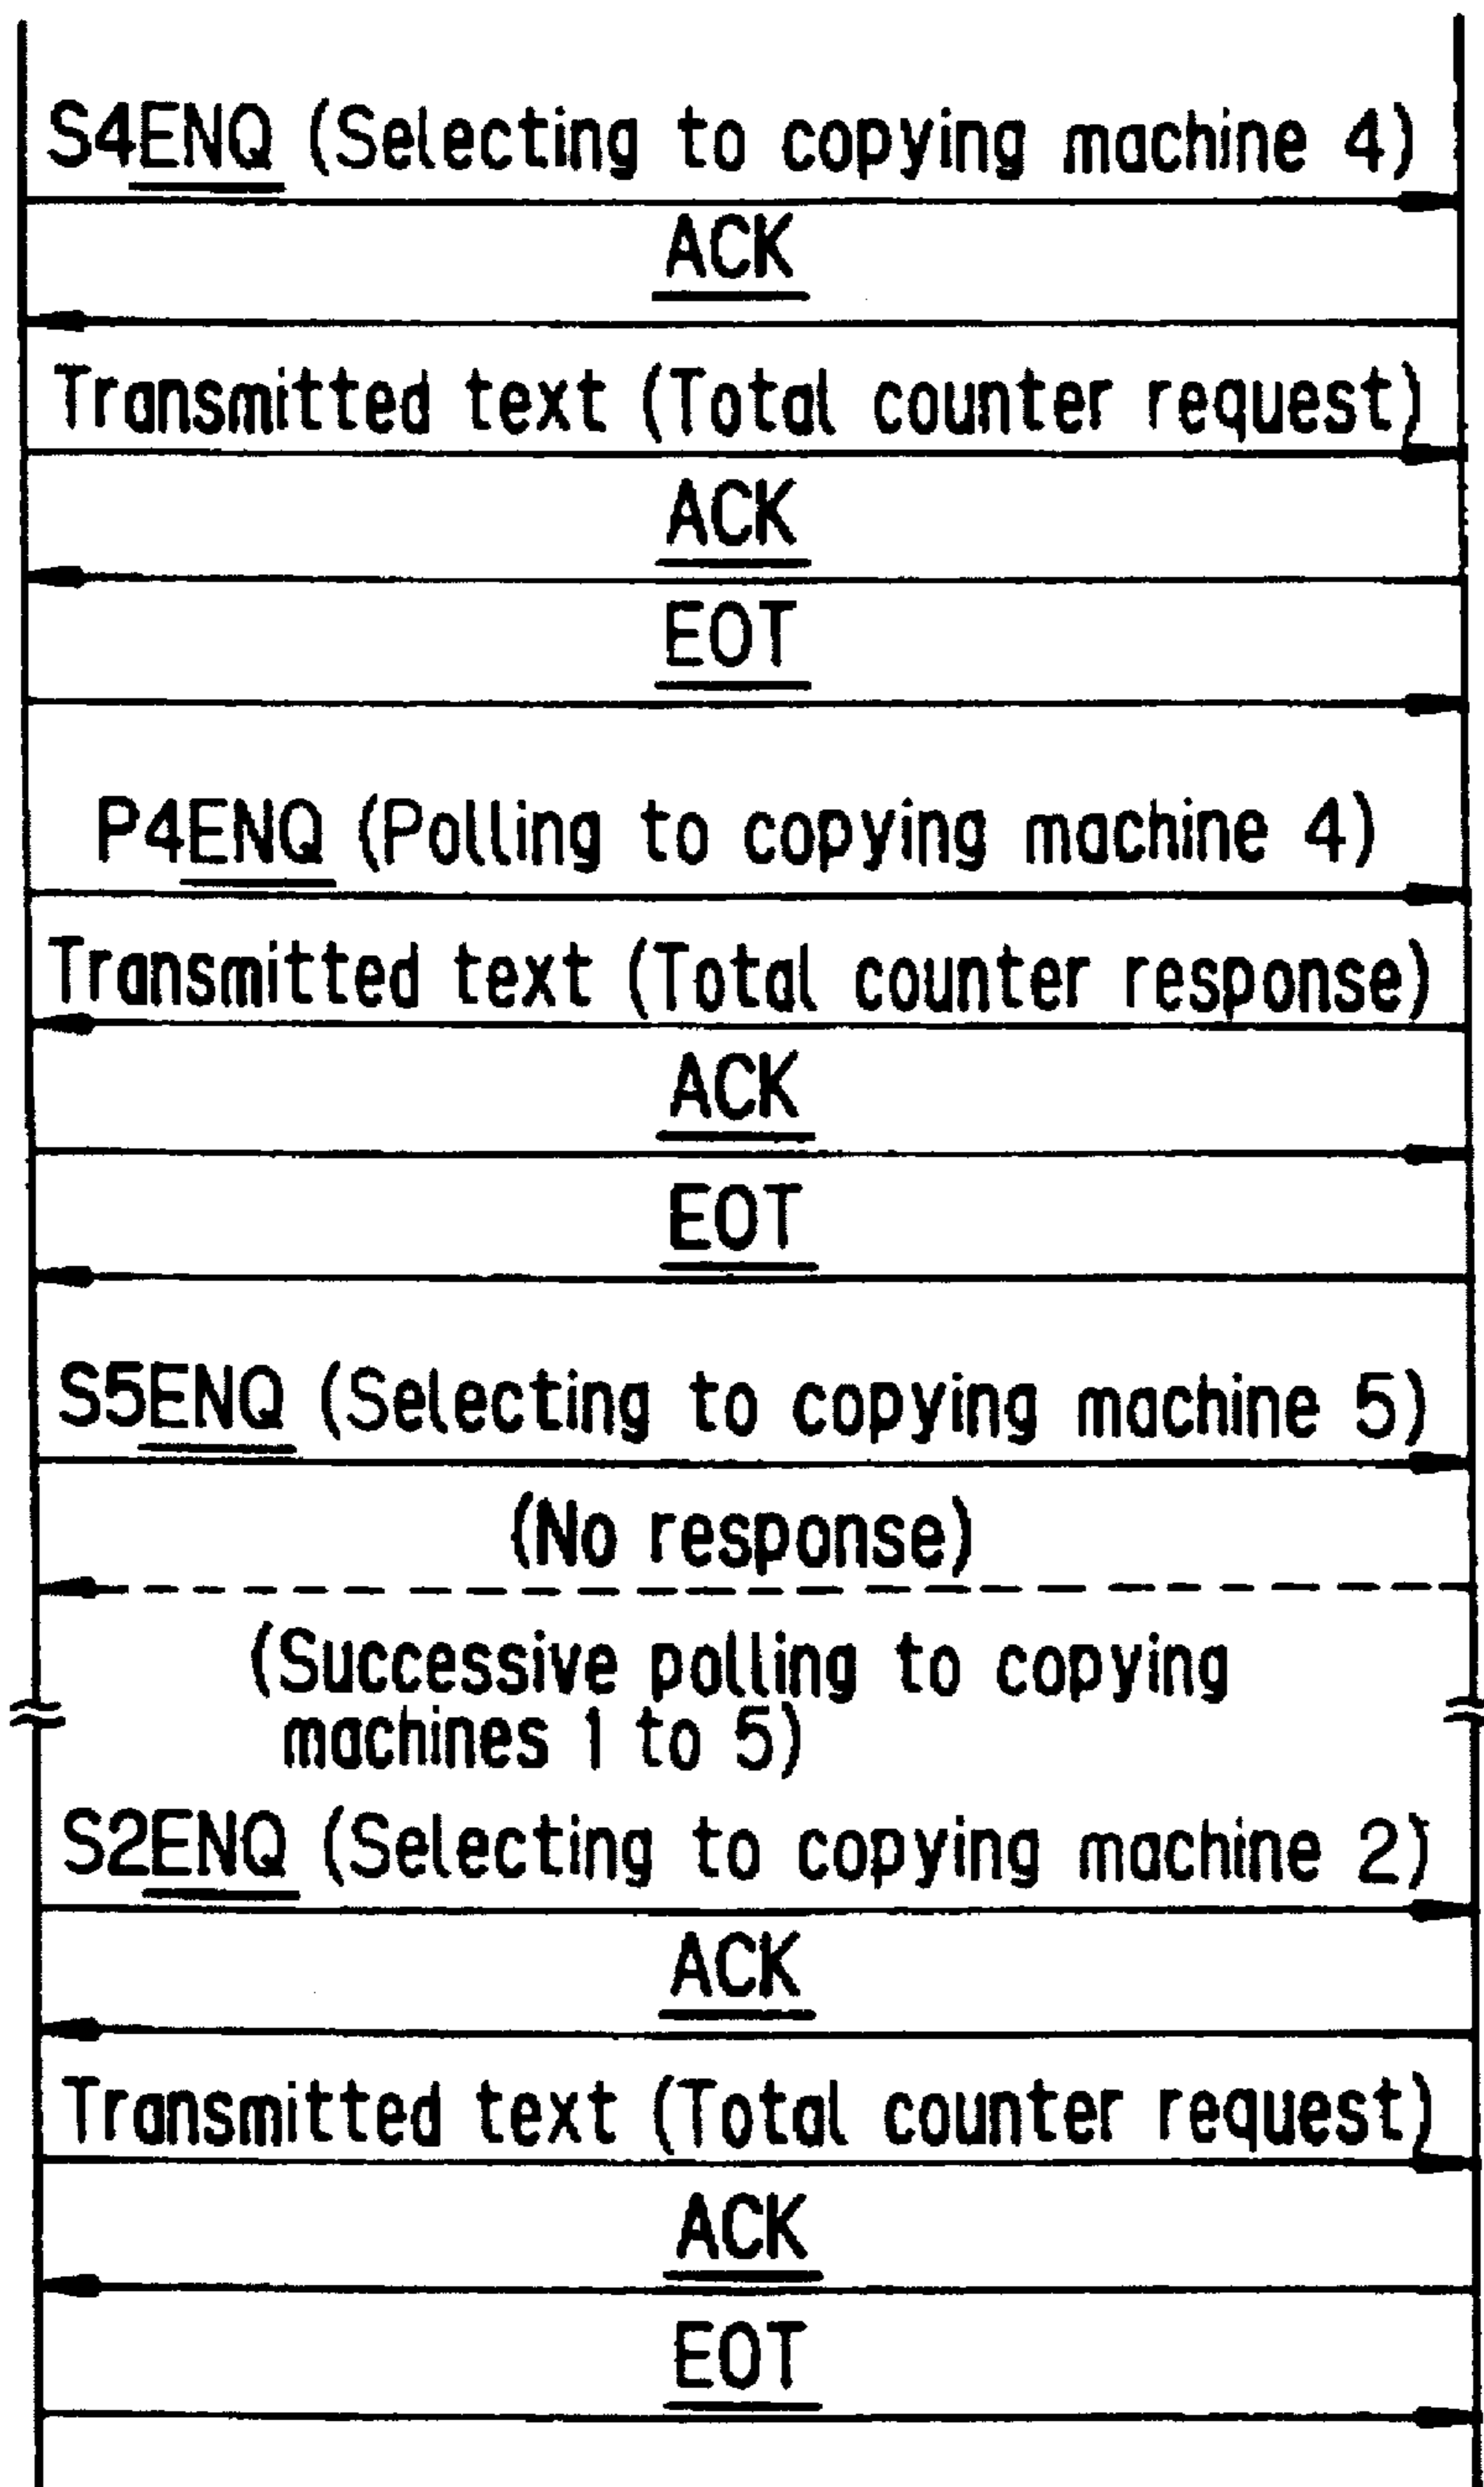 S4ENQ (Selecting to copying machine 4)
ACK
Transmitted text (Total counter request)
ACK
EOT
P4ENQ (Polling to copying machine 4)
Transmitted text (Total counter response)
ACK
EOT
S5ENQ (Selecting to copying machine 5)
(No response)
(Successive polling to copying
machines 1 to 5)
S2ENQ (Selecting to copying machine 2)
ACK
Transmitted text (Total counter request)
ACK
EOT